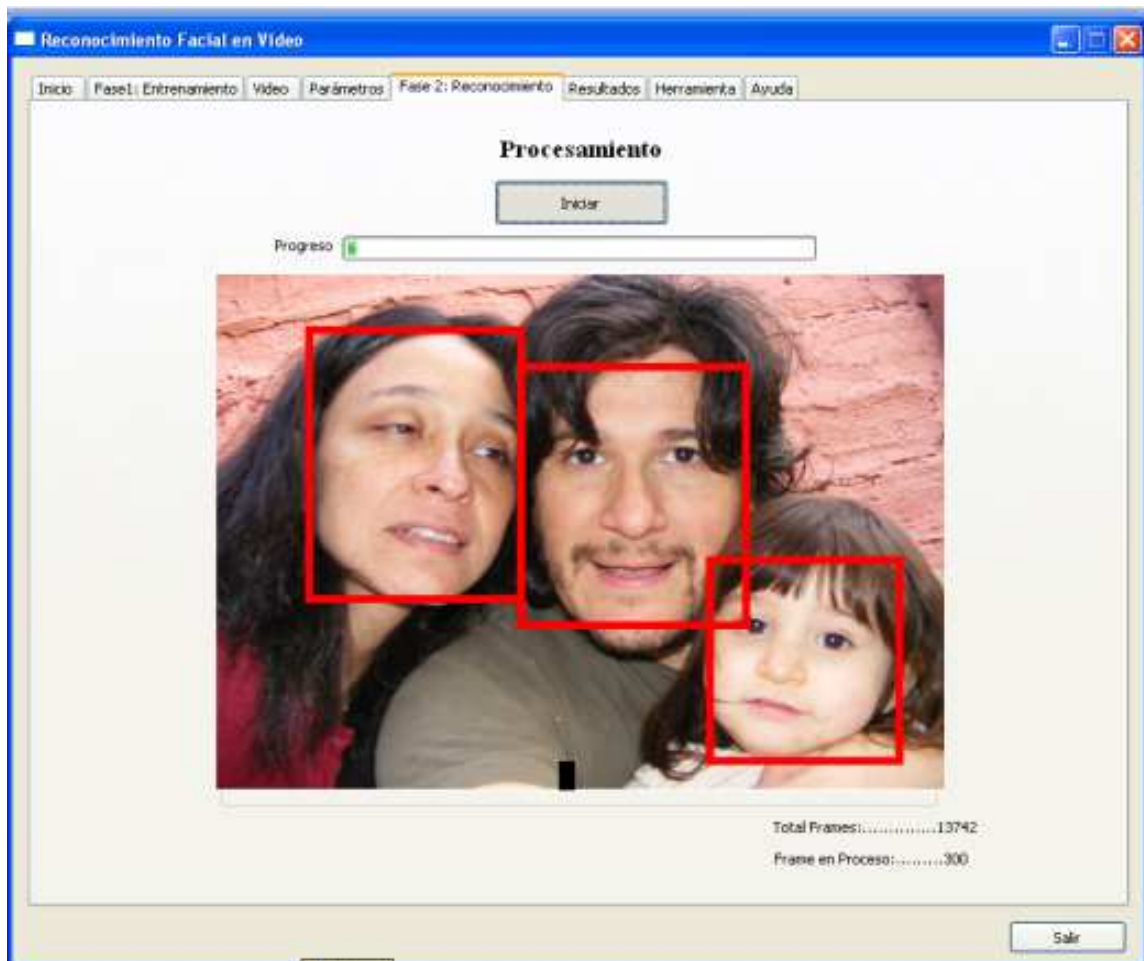 Reconocimiento Facial en Video
Inicio Fase1: Entrenamiento Video Parámetros Fase 2: Reconocimiento Resultados Herramienta Ayuda
Procesamiento
Iniciar
Progreso
Total Frames:...............13742
Frame en Proceso:.........300
Salir